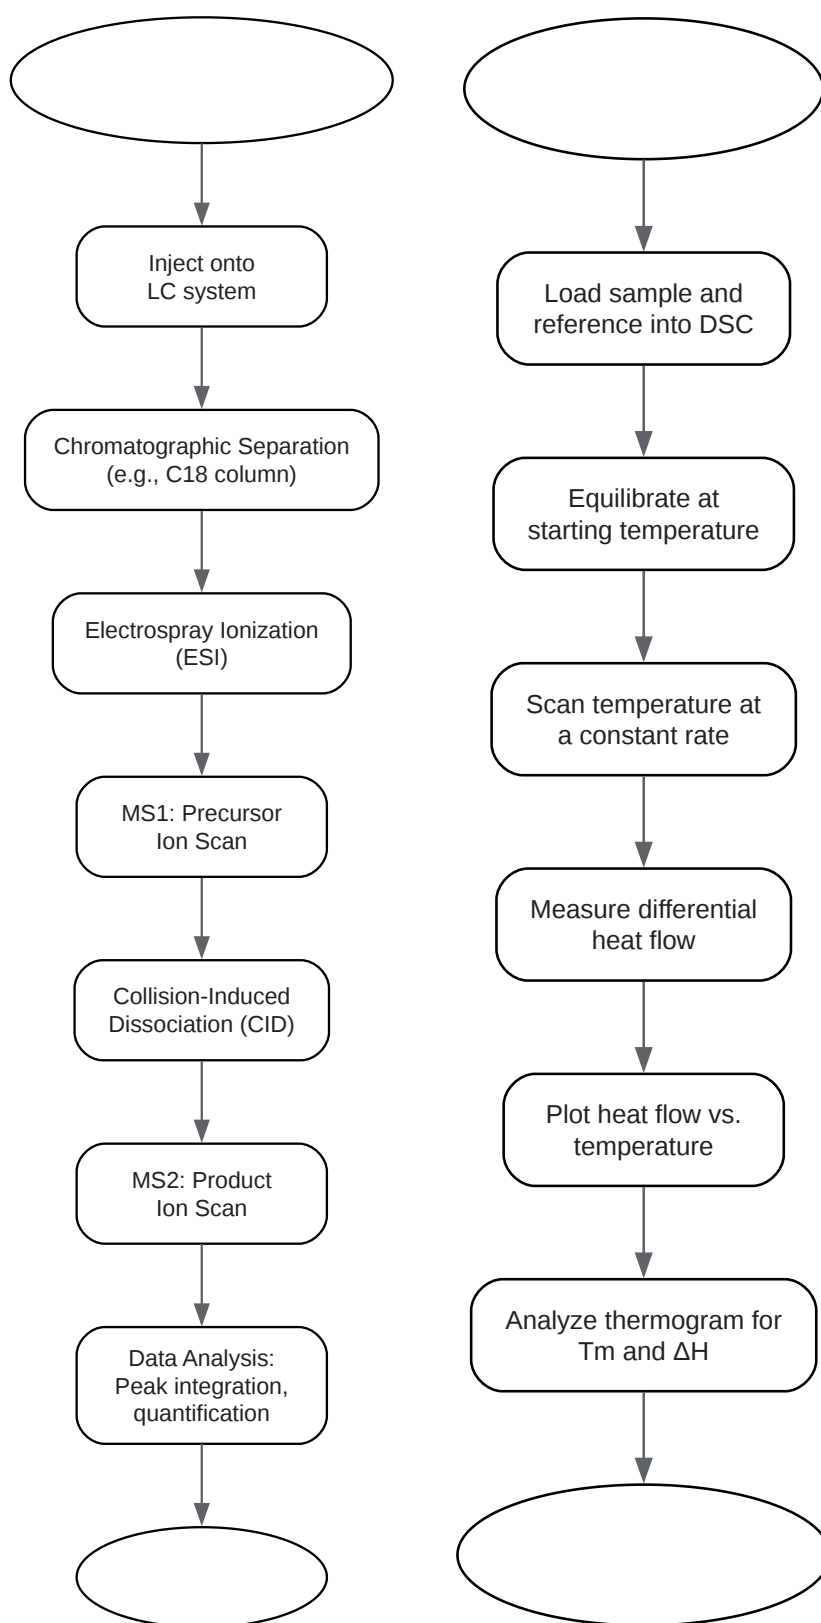 Inject onto
LC system
Chromatographic Separation
(e.g., C18 column)
Electrospray Ionization
(ESI)
MS1: Precursor
Ion Scan
Collision-Induced
Dissociation (CID)
MS2: Product
Ion Scan
Data Analysis:
Peak integration,
quantification
Load sample and
reference into DSC
Equilibrate at
starting temperature
Scan temperature at
a constant rate
Measure differential
heat flow
Plot heat flow vs.
temperature
Analyze thermogram for
Tm and ΔH